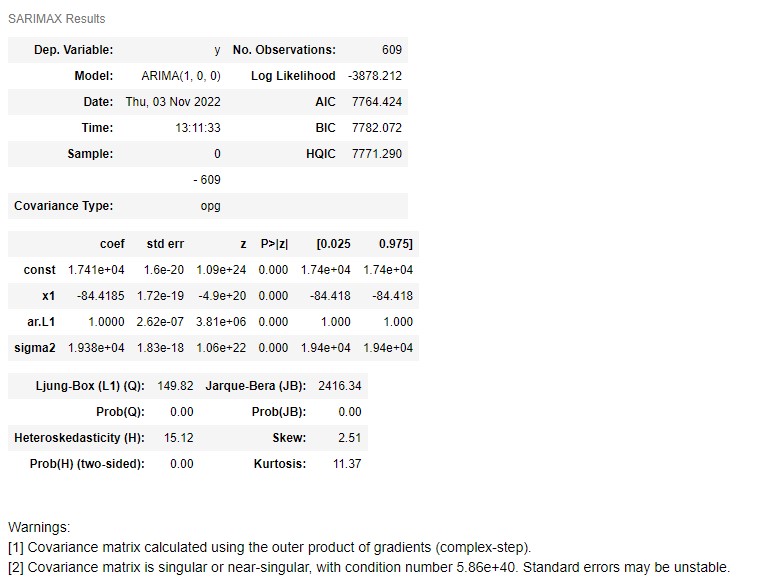 SARIMAX Results
Dep. Variable: y No. Observations: 609
Model: ARIMA(1, 0, 0) Log Likelihood -3878.212
Date: Thu, 03 Nov 2022 AIC 7764.424
Time: 13:11:33 BIC 7782.072
Sample: 0 HQIC 7771.290
- 609
Covariance Type: opg
coef std err z P>|z| [0.025 0.975]
const 1.741e+04 1.6e-20 1.09e+24 0.000 1.74e+04 1.74e+04
x1 -84.4185 1.72e-19 -4.9e+20 0.000 -84.418 -84.418
ar.L1 1.0000 2.62e-07 3.81e+06 0.000 1.000 1.000
sigma2 1.938e+04 1.83e-18 1.06e+22 0.000 1.94e+04 1.94e+04
Ljung-Box (L1) (Q): 149.82 Jarque-Bera (JB): 2416.34
Prob(Q): 0.00 Prob(JB): 0.00
Heteroskedasticity (H): 15.12 Skew: 2.51
Prob(H) (two-sided): 0.00 Kurtosis: 11.37
Warnings:
[1] Covariance matrix calculated using the outer product of gradients (complex-step).
[2] Covariance matrix is singular or near-singular, with condition number 5.86e+40. Standard errors may be unstable.